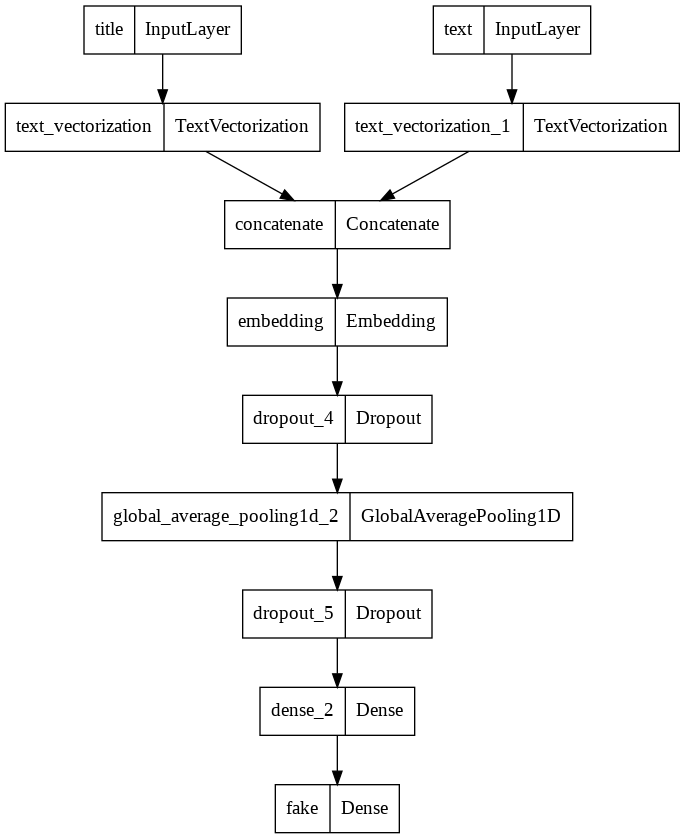 title InputLayer text InputLayer
text_vectorization TextVectorization text_vectorization_1 TextVectorization
concatenate Concatenate
embedding Embedding
dropout_4 Dropout
global_average_pooling1d_2 GlobalAveragePooling1D
dropout_5 Dropout
dense_2 Dense
fake Dense